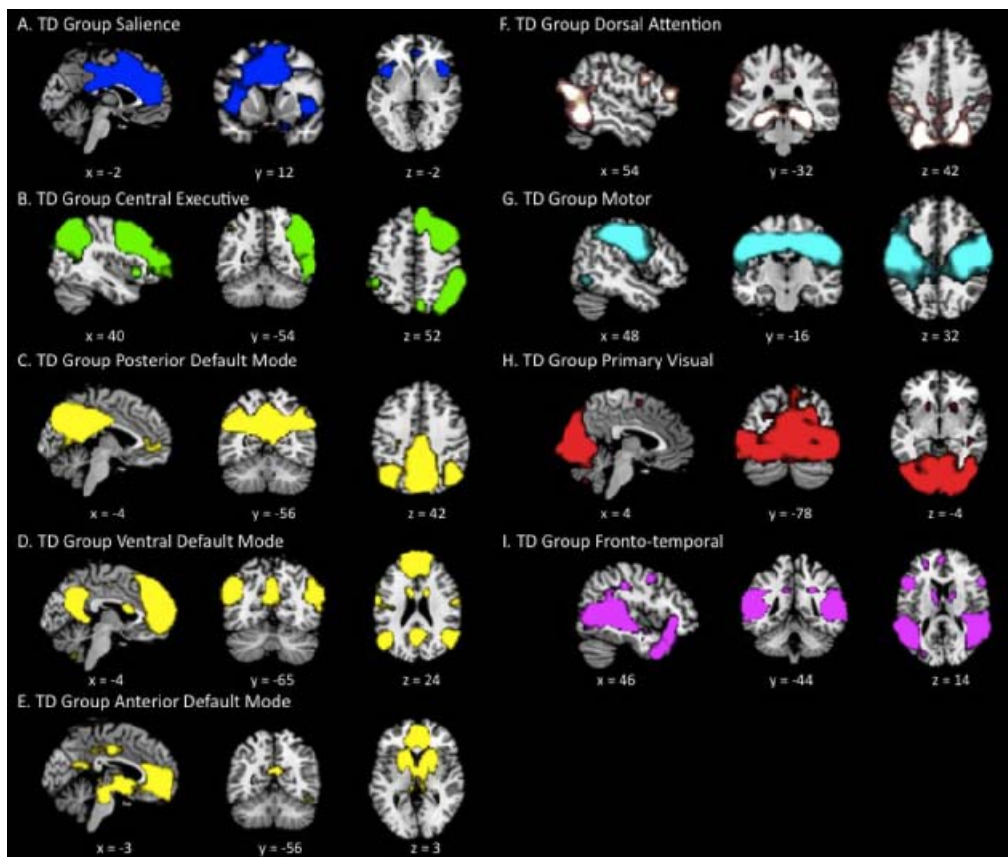 A. TD Group Salience
x = -2 y = 12 z = -2
B. TD Group Central Executive
x = 40 y = -54 z = 52
C. TD Group Posterior Default Mode
x = -4 y = -56 z = 42
D. TD Group Ventral Default Mode
x = -4 y = -65 z = 24
E. TD Group Anterior Default Mode
x = -3 y = -56 z = 3
F. TD Group Dorsal Attention
x = 54 y = -32 z = 42
G. TD Group Motor
x = 48 y = -16 z = 32
H. TD Group Primary Visual
x = 4 y = -78 z = -4
I. TD Group Fronto-temporal
x = 46 y = -44 z = 14